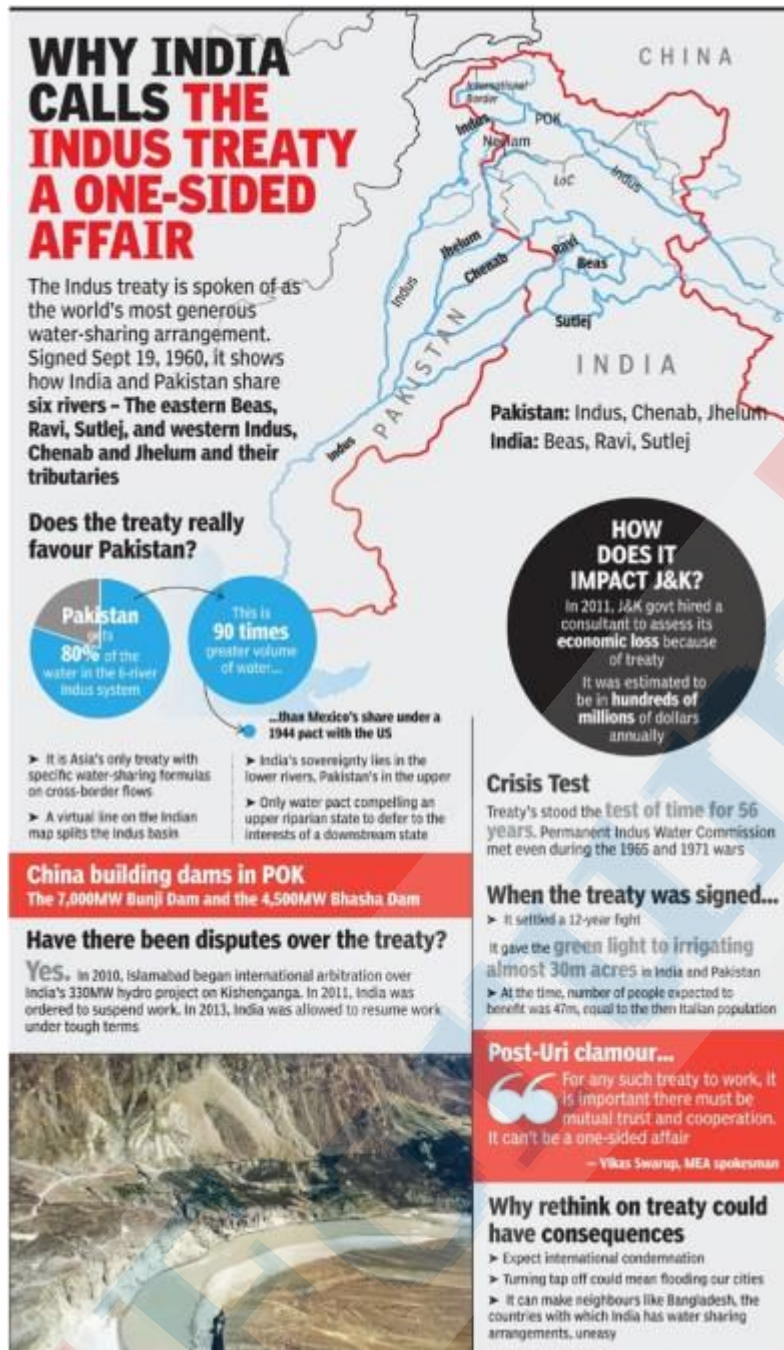 WHY INDIA
CALLS THE
INDUS TREATY
A ONE-SIDED
AFFAIR
The Indus treaty is spoken of as
the world's most generous
water-sharing arrangement.
Signed Sept 19, 1960, it shows
how India and Pakistan share
six rivers – The eastern Beas,
Ravi, Sutlej, and western Indus,
Chenab and Jhelum and their
tributaries
CHINA
International
Border
Indus
POK
Neelam
LoC
Indus
Jhelum
Chenab
Ravi
Beas
Indus
Sutlej
PAKISTAN
INDIA
Indus
Pakistan: Indus, Chenab, Jhelum
India: Beas, Ravi, Sutlej
Does the treaty really
favour Pakistan?
Pakistan
gets
80% of the
water in the 6-river
Indus system
This is
90 times
greater volume
of water...
...than Mexico's share under a
1944 pact with the US
➤ It is Asia's only treaty with
specific water-sharing formulas
on cross-border flows
➤ A virtual line on the Indian
map splits the Indus basin
➤ India's sovereignty lies in the
lower rivers, Pakistan's in the upper
➤ Only water pact compelling an
upper riparian state to defer to the
interests of a downstream state
HOW
DOES IT
IMPACT J&K?
In 2011, J&K govt hired a
consultant to assess its
economic loss because
of treaty
It was estimated to
be in hundreds of
millions of dollars
annually
China building dams in POK
The 7,000MW Bunji Dam and the 4,500MW Bhasha Dam
Have there been disputes over the treaty?
Yes. In 2010, Islamabad began international arbitration over
India's 330MW hydro project on Kishenganga. In 2011, India was
ordered to suspend work. In 2013, India was allowed to resume work
under tough terms
Crisis Test
Treaty's stood the test of time for 56
years. Permanent Indus Water Commission
met even during the 1965 and 1971 wars
When the treaty was signed...
➤ It settled a 12-year fight
It gave the green light to irrigating
almost 30m acres in India and Pakistan
➤ At the time, number of people expected to
benefit was 47m, equal to the then Italian population
Post-Uri clamour...
For any such treaty to work, it
is important there must be
mutual trust and cooperation.
It can't be a one-sided affair
— Vikas Swarup, MEA spokesman
Why rethink on treaty could
have consequences
➤ Expect international condemnation
➤ Turning tap off could mean flooding our cities
➤ It can make neighbours like Bangladesh, the
countries with which India has water sharing
arrangements, uneasy